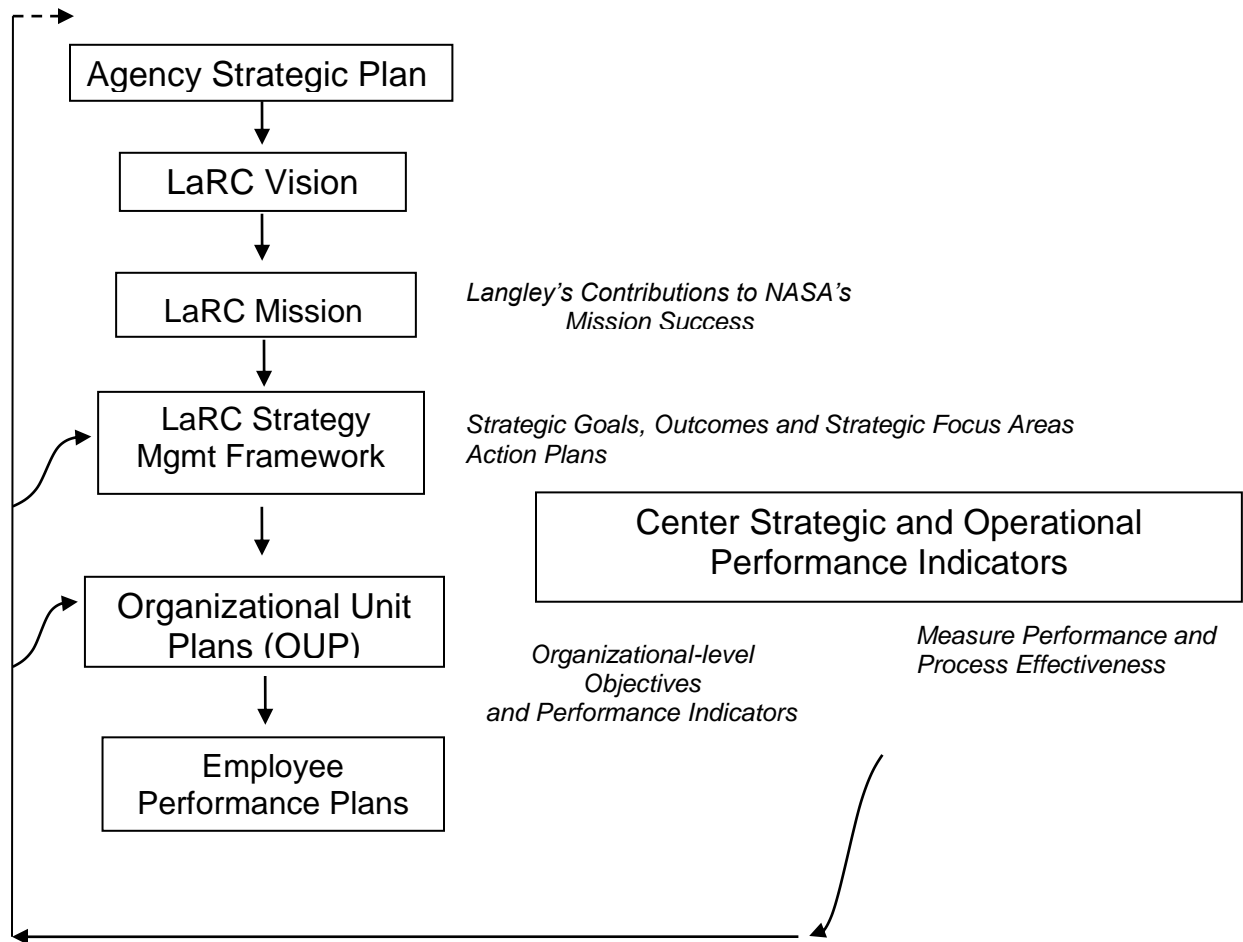 Agency Strategic Plan
LaRC Vision
LaRC Mission
Langley's Contributions to NASA's
Mission Success
LaRC Strategy
Mgmt Framework
Strategic Goals, Outcomes and Strategic Focus Areas
Action Plans
Center Strategic and Operational
Performance Indicators
Organizational Unit
Plans (OUP)
Organizational-level
Objectives
and Performance Indicators
Measure Performance and
Process Effectiveness
Employee
Performance Plans